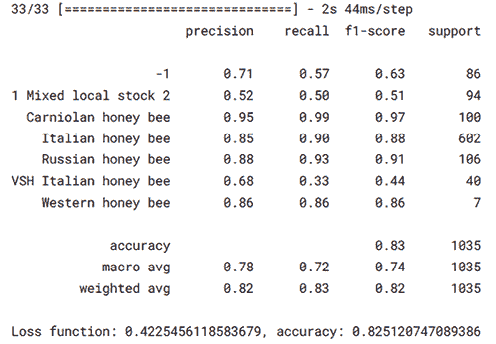 33/33 [==============================] - 2s 44ms/step
precision recall f1-score support
-1 0.71 0.57 0.63 86
1 Mixed local stock 2 0.52 0.50 0.51 94
Carniolan honey bee 0.95 0.99 0.97 100
Italian honey bee 0.85 0.90 0.88 602
Russian honey bee 0.88 0.93 0.91 106
VSH Italian honey bee 0.68 0.33 0.44 40
Western honey bee 0.86 0.86 0.86 7
accuracy 0.83 1035
macro avg 0.78 0.72 0.74 1035
weighted avg 0.82 0.83 0.82 1035
Loss function: 0.4225456118583679, accuracy: 0.825120747089386